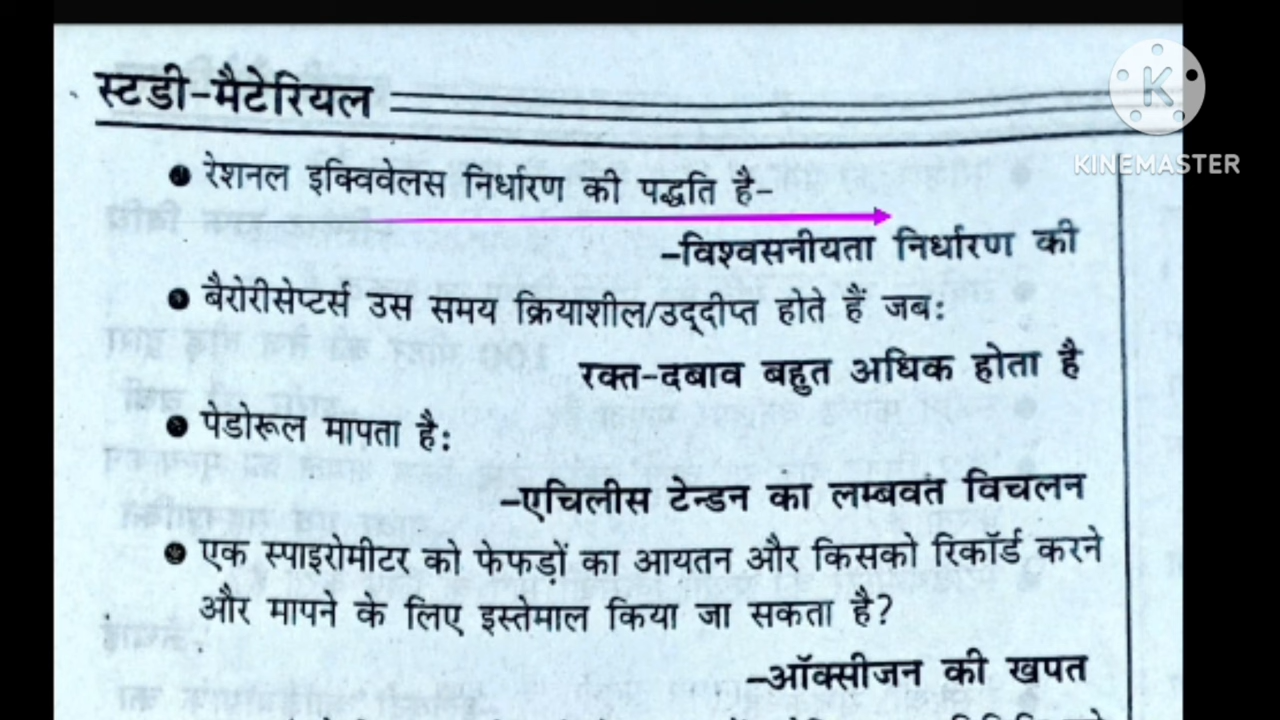 स्टडी-मैटेरियल
K
KINEMASTER
● रेशनल इक्विवेलस निर्धारण की पद्धति है-
-विश्वसनीयता निर्धारण की
● बैरोरीसेप्टर्स उस समय क्रियाशील/उद्दीप्त होते हैं जब:
रक्त-दबाव बहुत अधिक होता है
● पेडोरूल मापता है:
-एचिलीस टेन्डन का लम्बवत विचलन
● एक स्पाइरोमीटर को फेफड़ों का आयतन और किसको रिकॉर्ड करने
और मापने के लिए इस्तेमाल किया जा सकता है?
-ऑक्सीजन की खपत